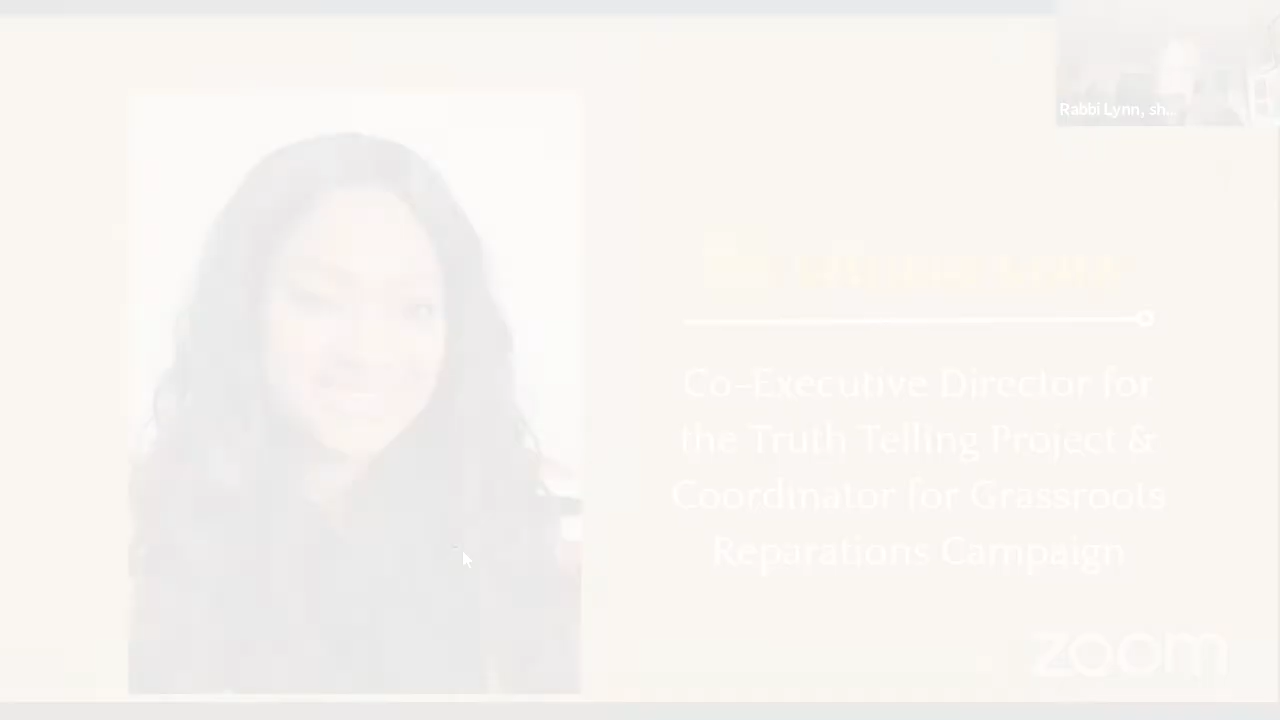 Rabbi Lynn, sh...
Co-Executive Director for
the Truth Telling Project &
Coordinator for Grassroots
Reparations Campaign
zoom